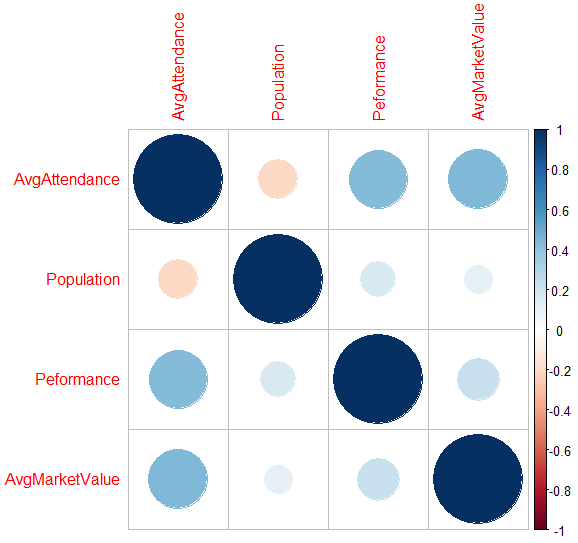 AvgAttendance
Population
Peformance
AvgMarketValue
AvgAttendance
Population
Peformance
AvgMarketValue
1
0.8
0.6
0.4
0.2
0
-0.2
-0.4
-0.6
-0.8
-1